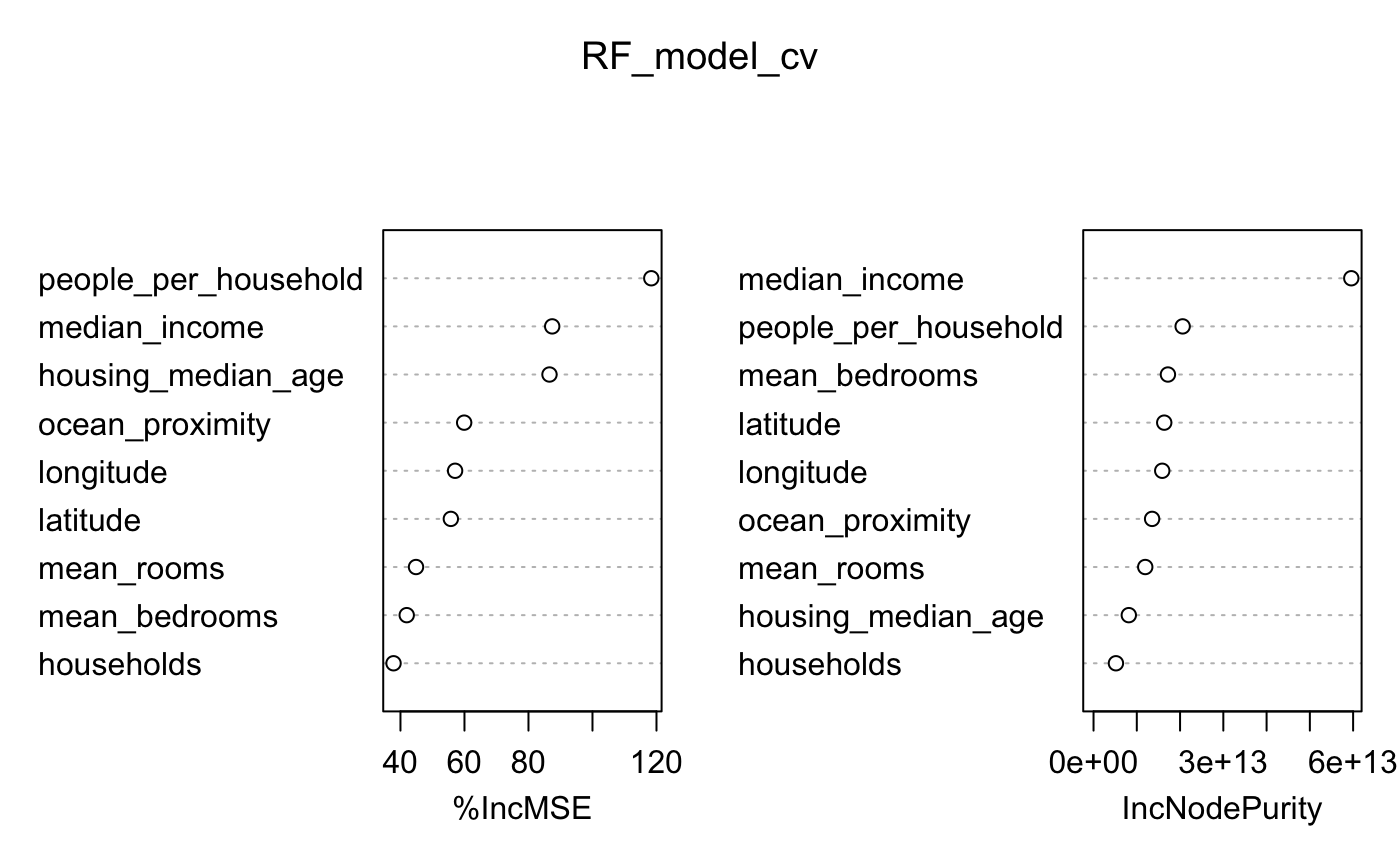 RF_model_cv
people_per_household
median_income
housing_median_age
ocean_proximity
longitude
latitude
mean_rooms
mean_bedrooms
households
40 60 80 120
%IncMSE
median_income
people_per_household
mean_bedrooms
latitude
longitude
ocean_proximity
mean_rooms
housing_median_age
households
0e+00 3e+13 6e+13
IncNodePurity